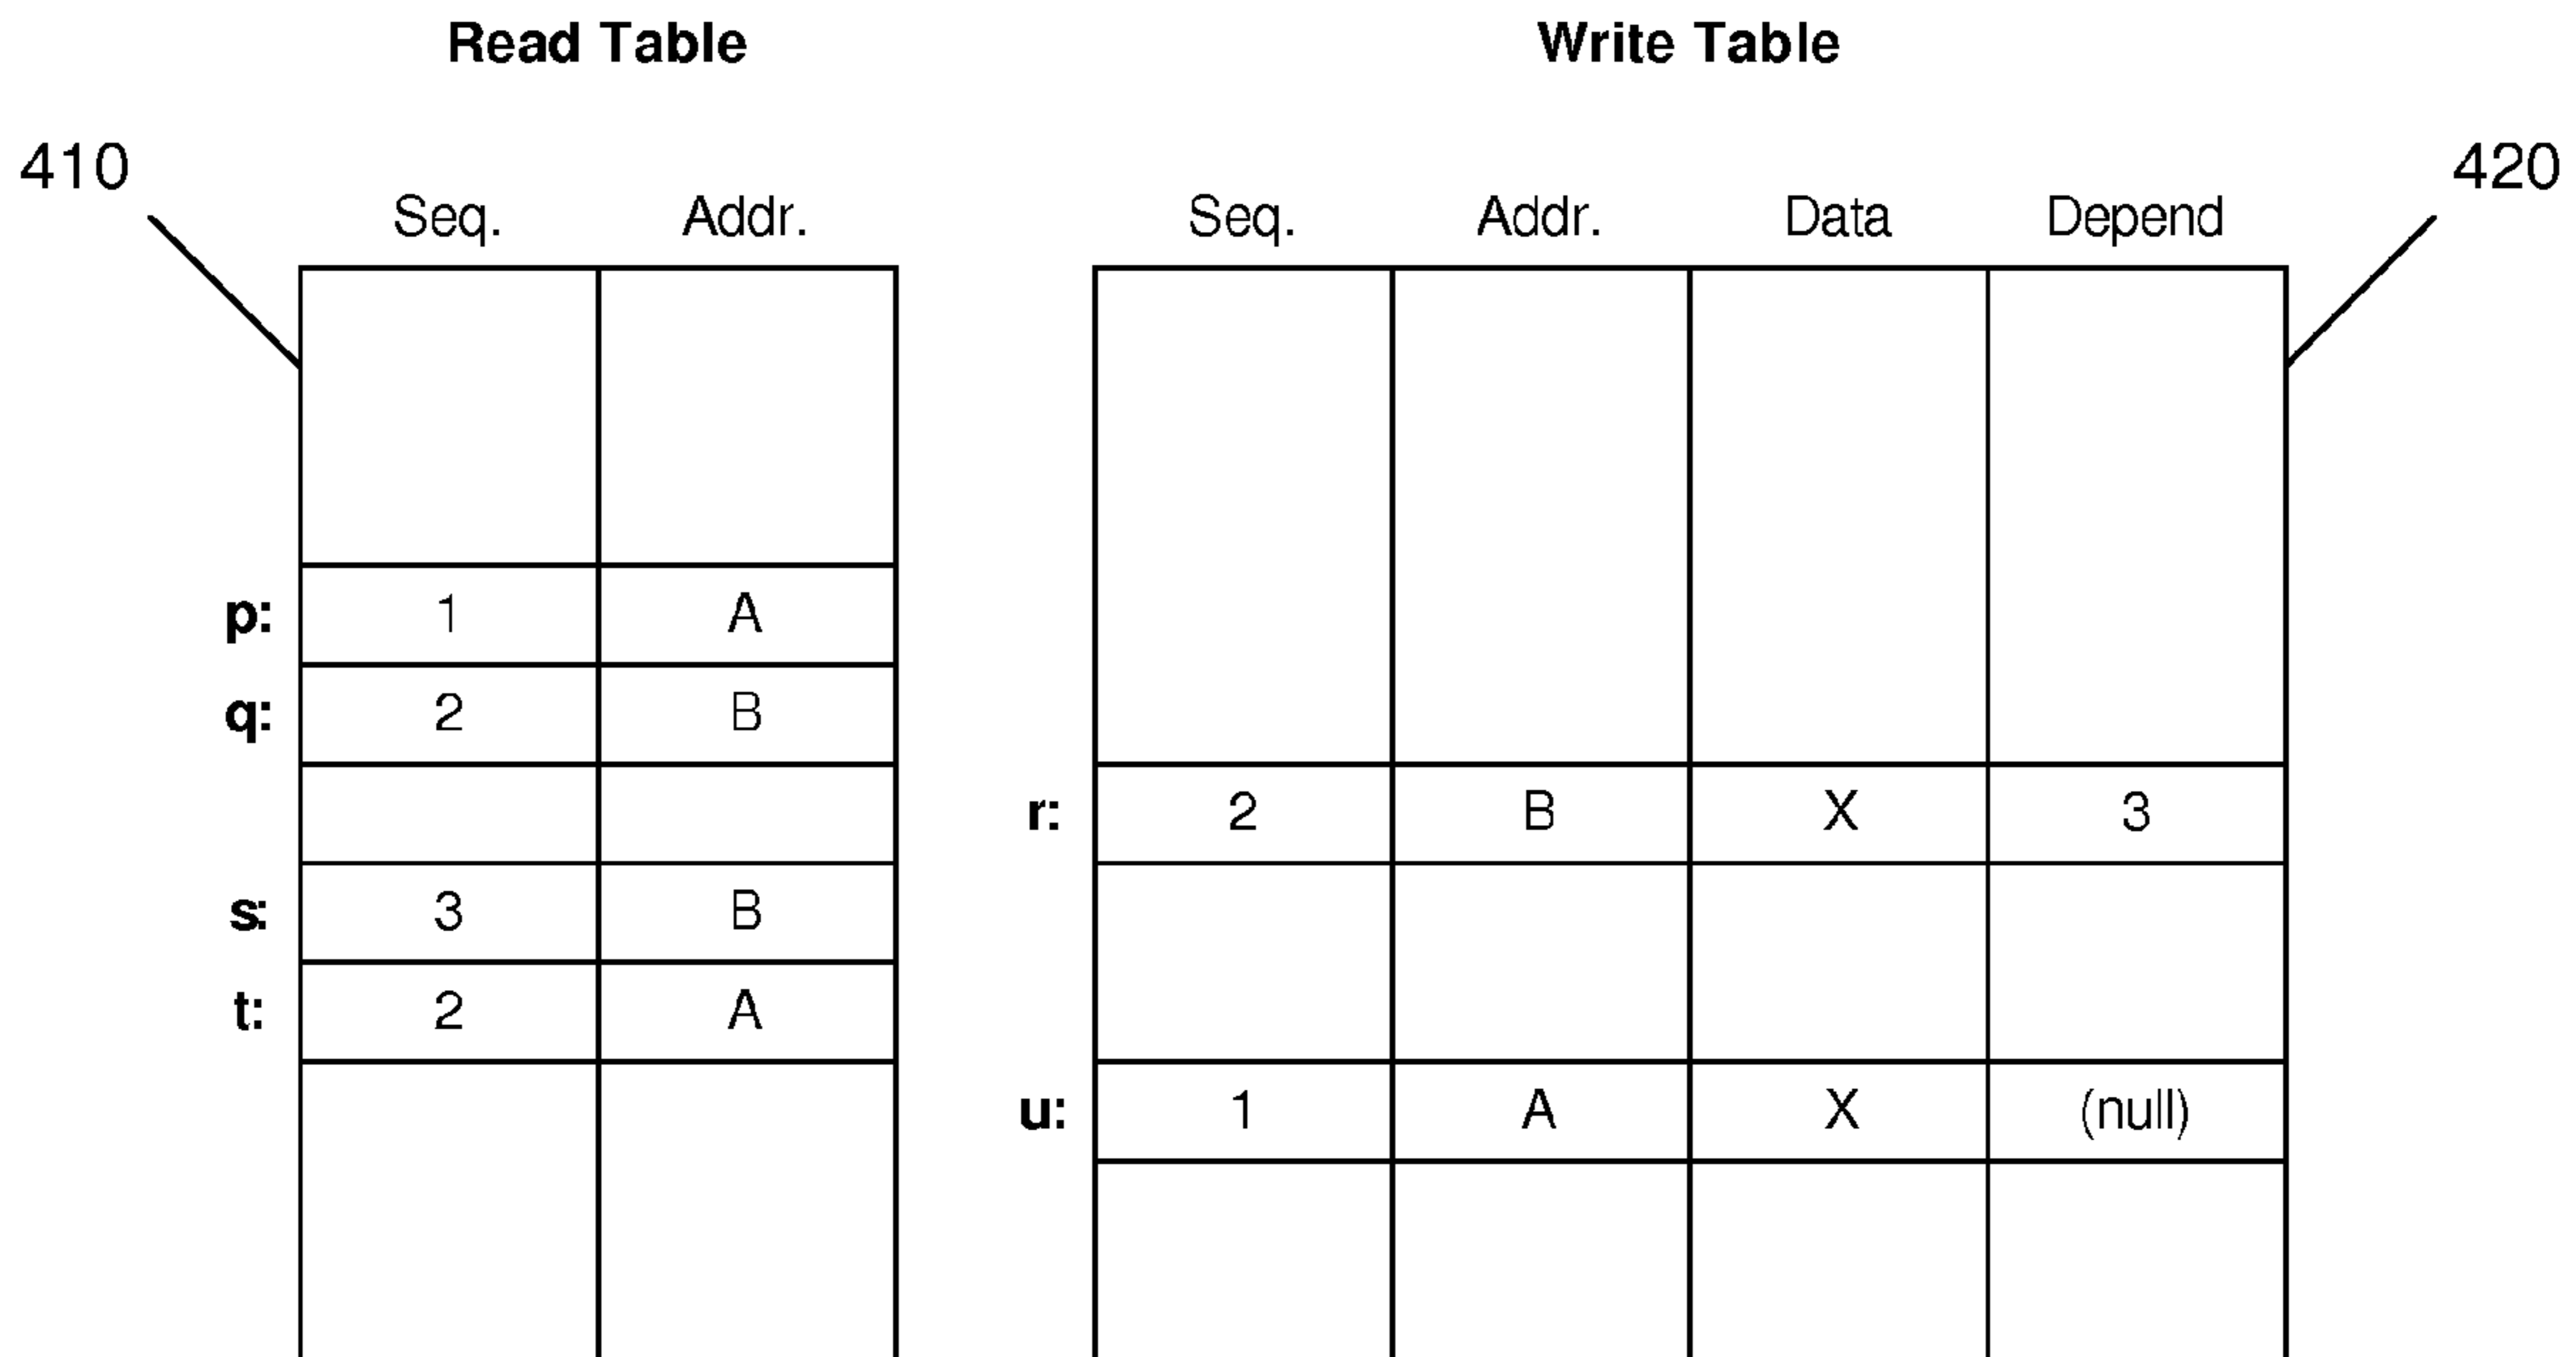 Read Table Write Table
410 420
Seq. Addr. Seq. Addr. Data Depend
p: 1 A
q: 2 B
r: 2 B X 3
s: 3 B
t: 2 A
u: 1 A X (null)